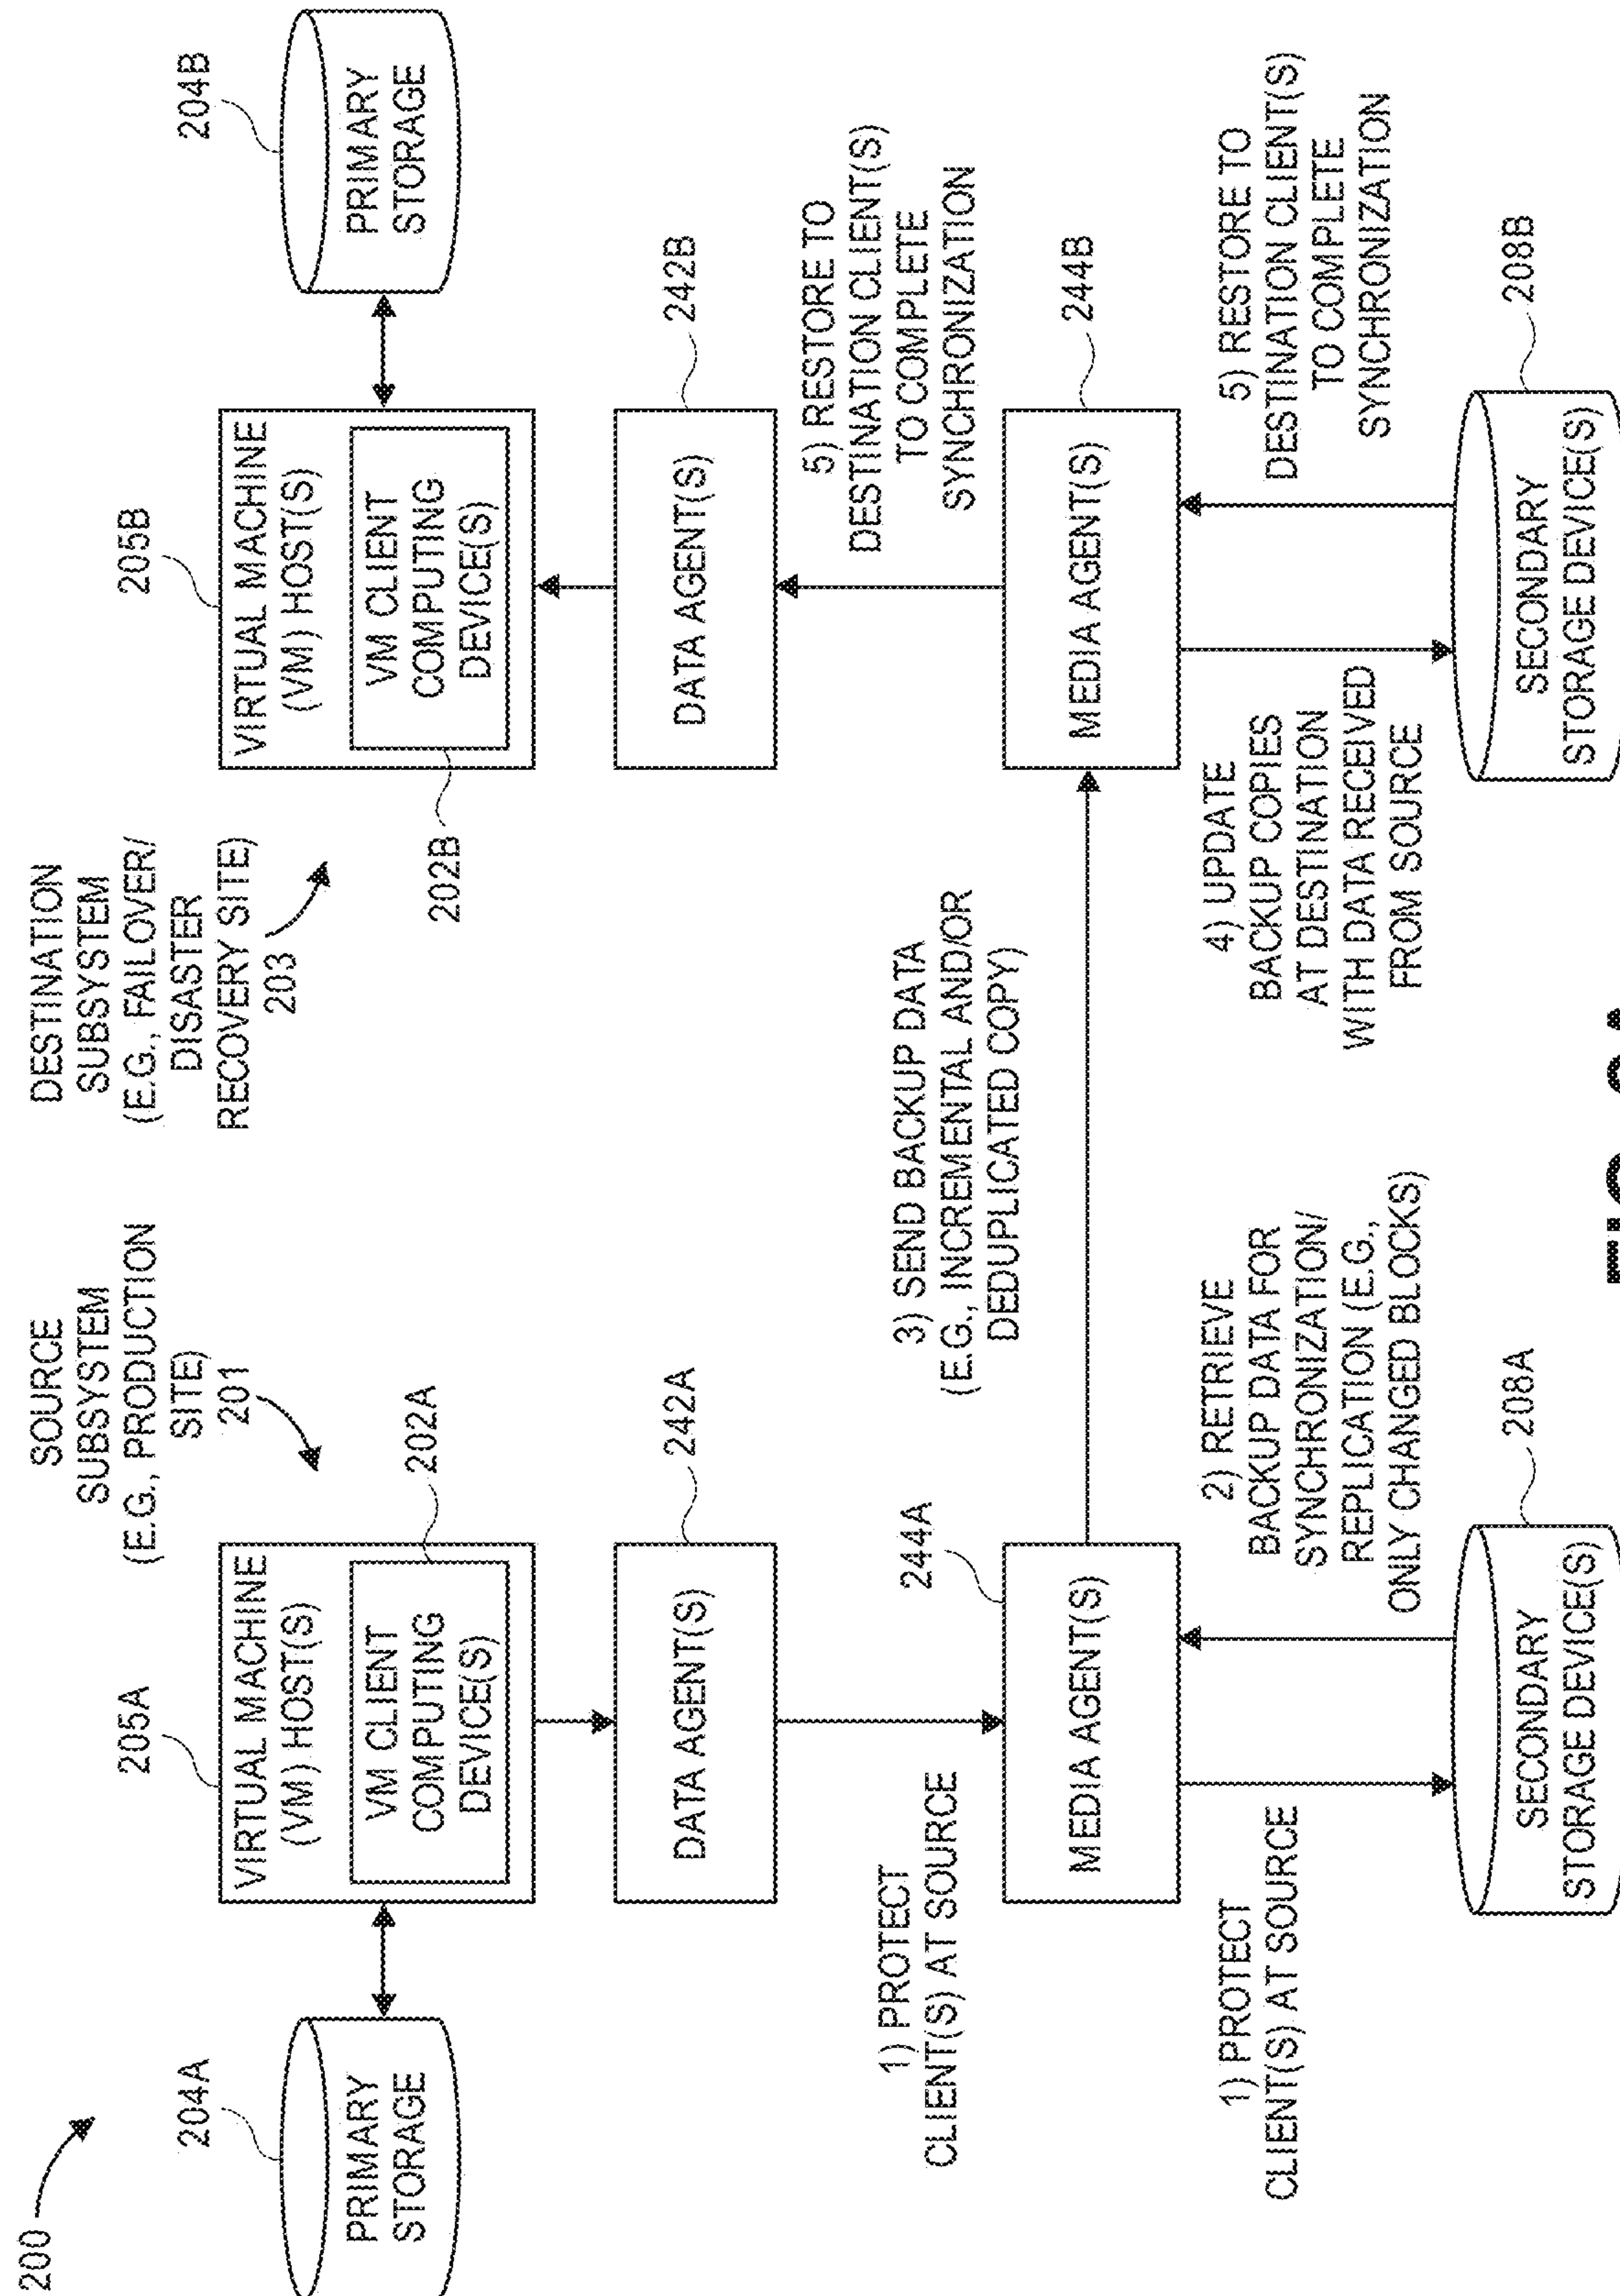 200
SOURCE
SUBSYSTEM
(E.G., PRODUCTION
SITE)
201
DESTINATION
SUBSYSTEM
(E.G., FAILOVER/
DISASTER
RECOVERY SITE)
203
204A
PRIMARY
STORAGE
205A
VIRTUAL MACHINE
(VM) HOST(S)
VM CLIENT
COMPUTING
DEVICE(S)
202A
202B
205B
VIRTUAL MACHINE
(VM) HOST(S)
VM CLIENT
COMPUTING
DEVICE(S)
204B
PRIMARY
STORAGE
DATA AGENT(S)
242A
DATA AGENT(S)
242B
1) PROTECT
CLIENT(S) AT SOURCE
244A
3) SEND BACKUP DATA
(E.G., INCREMENTAL AND/OR
DEDUPLICATED COPY)
5) RESTORE TO
DESTINATION CLIENT(S)
TO COMPLETE
SYNCHRONIZATION
MEDIA AGENT(S)
MEDIA AGENT(S)
244B
1) PROTECT
CLIENT(S) AT SOURCE
2) RETRIEVE
BACKUP DATA FOR
SYNCHRONIZATION/
REPLICATION (E.G.,
ONLY CHANGED BLOCKS)
4) UPDATE
BACKUP COPIES
AT DESTINATION
WITH DATA RECEIVED
FROM SOURCE
5) RESTORE TO
DESTINATION CLIENT(S)
TO COMPLETE
SYNCHRONIZATION
SECONDARY
STORAGE DEVICE(S)
208A
SECONDARY
STORAGE DEVICE(S)
208B